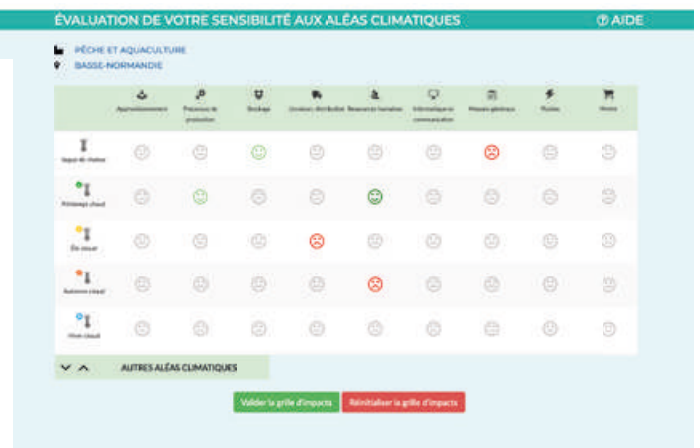 ÉVALUATION DE VOTRE SENSIBILITÉ AUX ALÉAS CLIMATIQUES
AIDE
PÊCHE ET AQUACULTURE
BASSE-NORMANDIE
Approvisionnement
Processus de
production
Stockage
Livraison, distribution
Ressources humaines
Informatique et
communication
Moyens généraux
Fluides
Ventes
Vague de chaleur
Printemps chaud
Été chaud
Automne chaud
Hiver chaud
AUTRES ALÉAS CLIMATIQUES
Valider la grille d'impacts
Réinitialiser la grille d'impacts